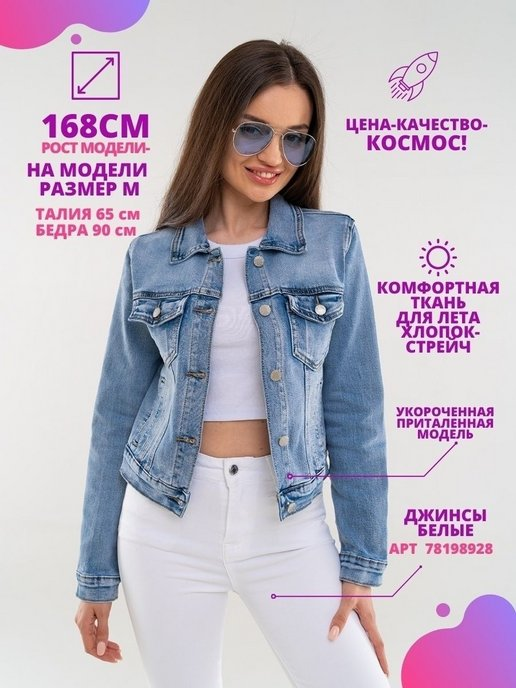 168СМ
РОСТ МОДЕЛИ-
НА МОДЕЛИ
РАЗМЕР М
ТАЛИЯ 65 см
БЕДРА 90 см
ЦЕНА-КАЧЕСТВО-
КОСМОС!
КОМФОРТНАЯ
ТКАНЬ
ДЛЯ ЛЕТА
ХЛОПОК-
СТРЕЙЧ
УКОРОЧЕННАЯ
ПРИТАЛЕННАЯ
МОДЕЛЬ
ДЖИНСЫ
БЕЛЫЕ
АРТ 78198928